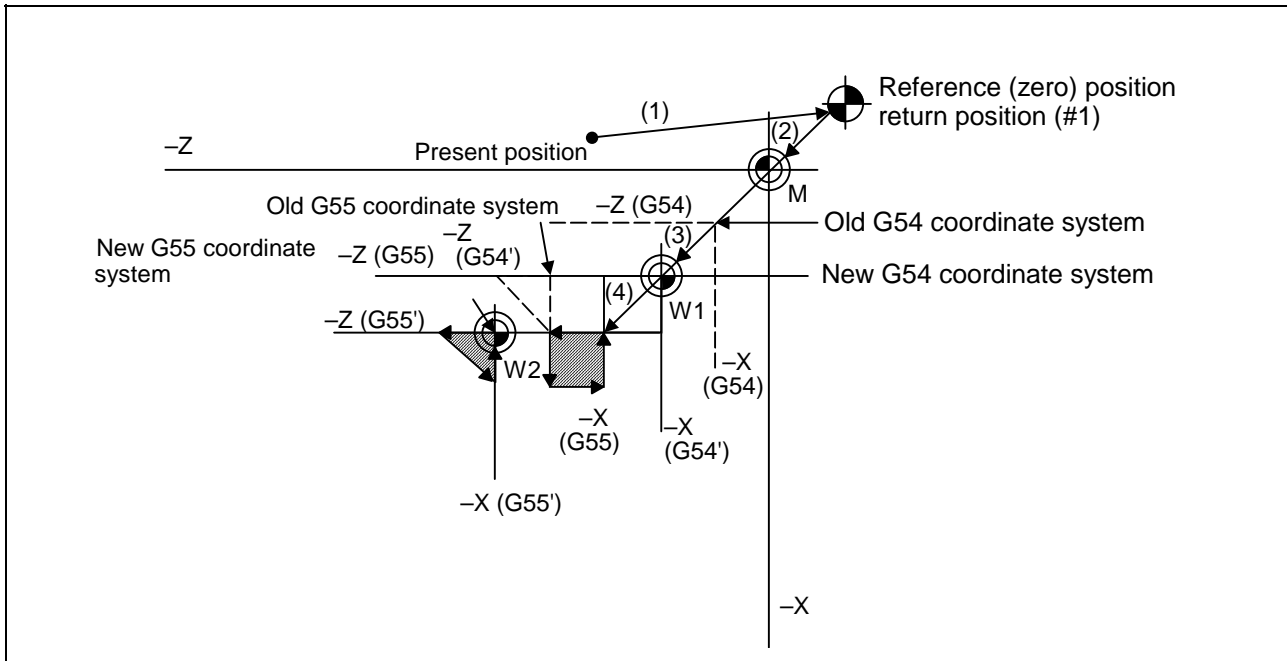 Reference (zero) position
return position (#1)
(1)
(2)
–Z
Present position
M
Old G55 coordinate system
–Z (G54)
Old G54 coordinate system
New G55 coordinate
system
–Z
(G54')
–Z (G55)
(3)
New G54 coordinate system
(4)
W1
–Z (G55')
W2
–X
(G54)
–X
(G55)
–X
(G54')
–X (G55')
–X